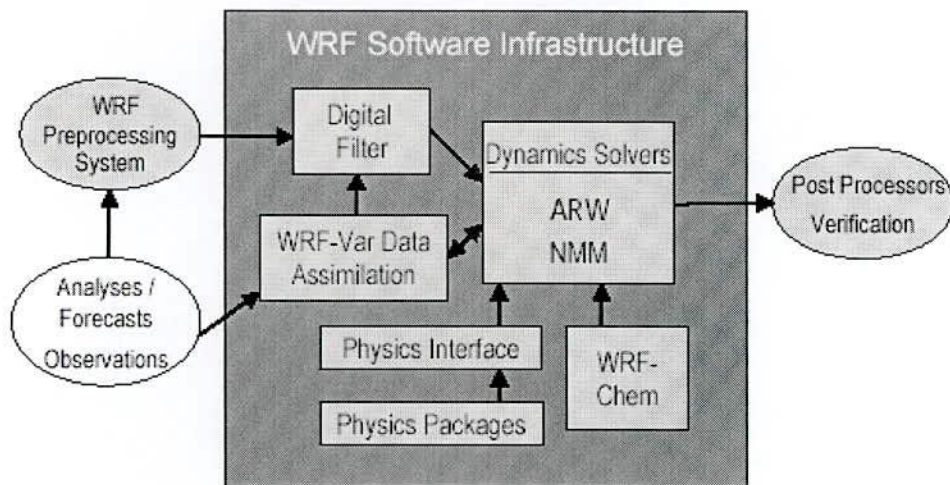 WRF Software Infrastructure
WRF
Preprocessing
System
Digital
Filter
Dynamics Solvers
ARW
NMM
Post Processors,
Verification
WRF-Var Data
Assimilation
Analyses /
Forecasts
Observations
Physics Interface
WRF-
Chem
Physics Packages